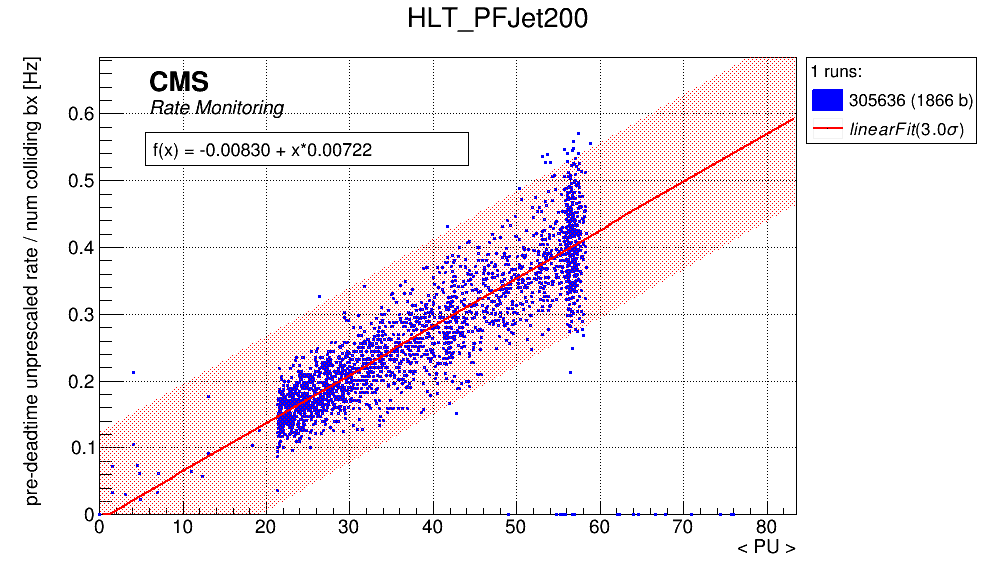 HLT_PFJet200
pre-deadtime unprescaled rate / num colliding bx [Hz]
CMS
Rate Monitoring
f(x) = -0.00830 + x*0.00722
1 runs:
305636 (1866 b)
linearFit(3.0σ)
0.6
0.5
0.4
0.3
0.2
0.1
0
0 10 20 30 40 50 60 70 80
< PU >